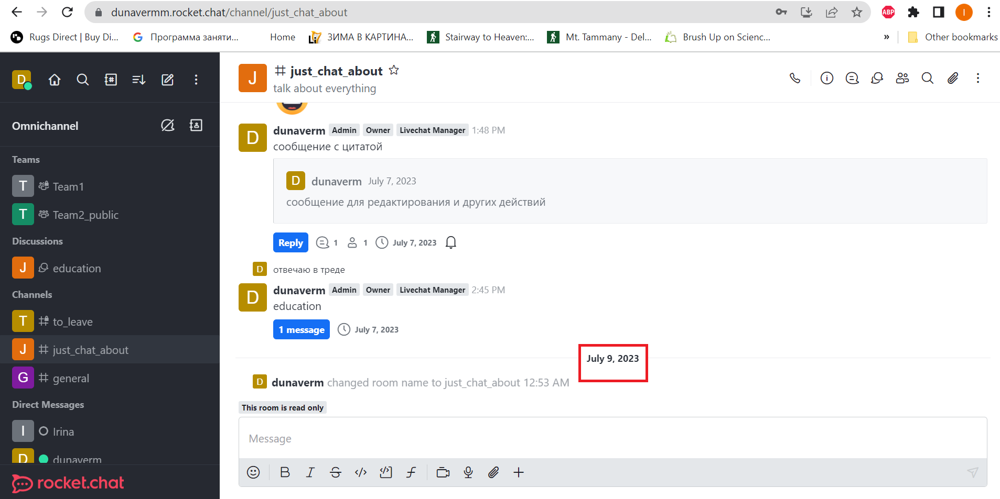 dunavermm.rocket.chat/channel/just_chat_about
ABP
I
Rugs Direct | Buy Di...
Программа заняти...
Home
ЗИМА В КАРТИНА...
Stairway to Heaven:...
Mt. Tammany - Del...
Brush Up on Scienc...
»
Other bookmarks
D
Omnichannel
Teams
T Team1
T Team2_public
Discussions
J education
Channels
T to_leave
J just_chat_about
G general
Direct Messages
I Irina
D dunaverm
rocket.chat
J just_chat_about
talk about everything
D dunaverm Admin Owner Livechat Manager 1:48 PM
сообщение с цитатой
D dunaverm July 7, 2023
сообщение для редактирования и других действий
Reply 1 1 July 7, 2023
D отвечаю в треде
D dunaverm Admin Owner Livechat Manager 2:45 PM
education
1 message July 7, 2023
July 9, 2023
D dunaverm changed room name to just_chat_about 12:53 AM
This room is read only
Message
B I S </> </> f +